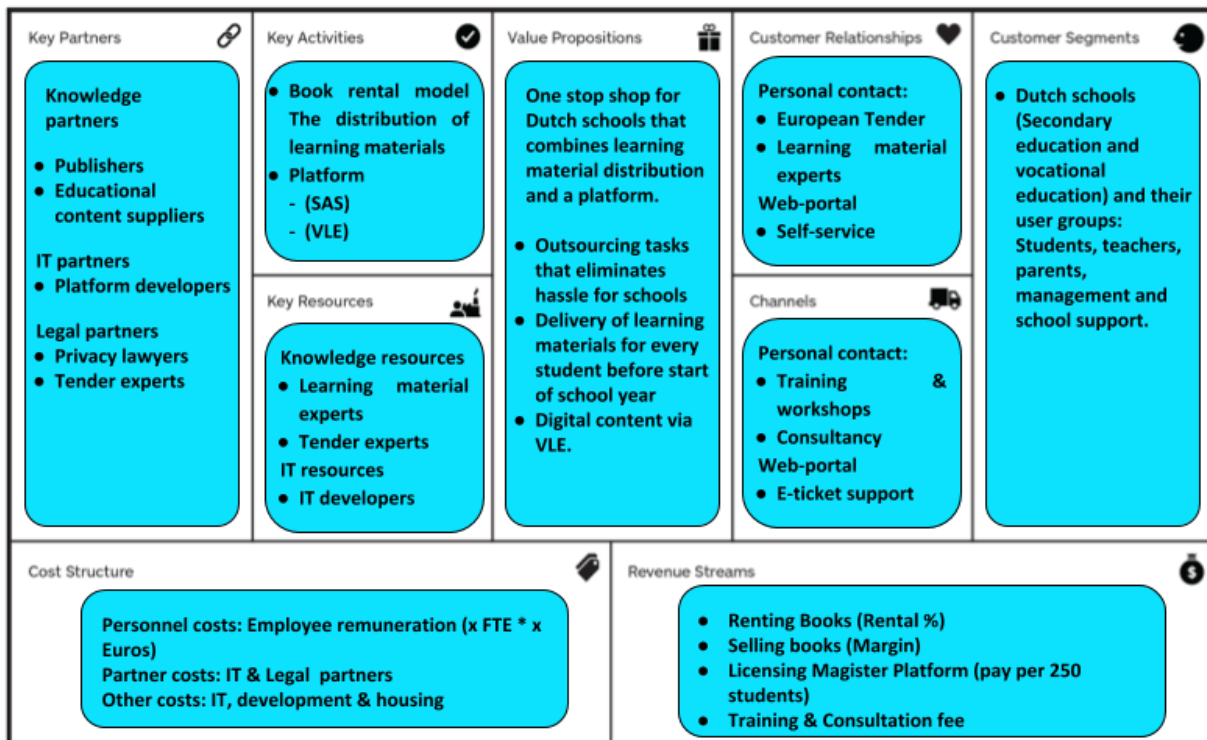 Key Partners
Knowledge
partners
● Publishers
● Educational
content suppliers
IT partners
● Platform developers
Legal partners
● Privacy lawyers
● Tender experts
Key Activities
● Book rental model
The distribution of
learning materials
● Platform
- (SAS)
- (VLE)
Key Resources
Knowledge resources
● Learning material
experts
● Tender experts
IT resources
● IT developers
Value Propositions
One stop shop for
Dutch schools that
combines learning
material distribution
and a platform.
● Outsourcing tasks
that eliminates
hassle for schools
● Delivery of learning
materials for every
student before start
of school year
● Digital content via
VLE.
Customer Relationships
Personal contact:
● European Tender
● Learning material
experts
Web-portal
● Self-service
Channels
Personal contact:
● Training &
workshops
● Consultancy
Web-portal
● E-ticket support
Customer Segments
● Dutch schools
(Secondary
education and
vocational
education) and their
user groups:
Students, teachers,
parents,
management and
school support.
Cost Structure
Personnel costs: Employee remuneration (x FTE * x
Euros)
Partner costs: IT & Legal partners
Other costs: IT, development & housing
Revenue Streams
$
● Renting Books (Rental %)
● Selling books (Margin)
● Licensing Magister Platform (pay per 250
students)
● Training & Consultation fee